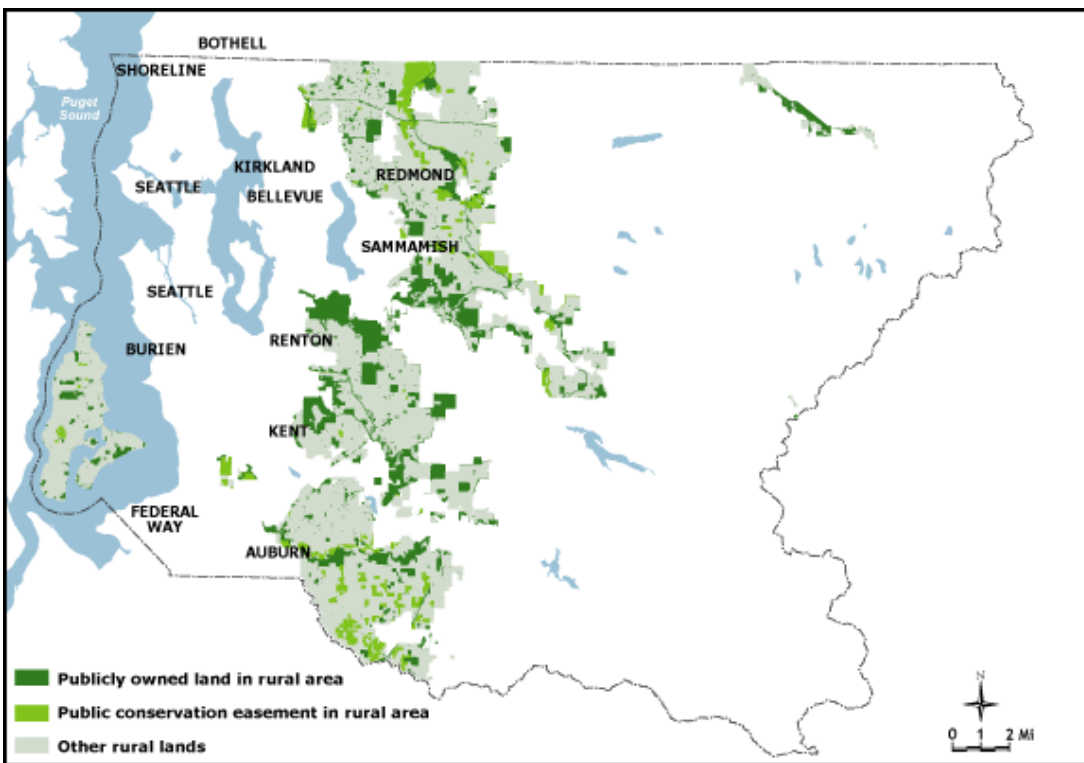 BOTHELL
SHORELINE
Puget
Sound
KIRKLAND
REDMOND
SEATTLE
BELLEVUE
SAMMAMISH
SEATTLE
RENTON
BURIEN
KENT
FEDERAL
WAY
AUBURN
Publicly owned land in rural area
Public conservation easement in rural area
Other rural lands
N
0 1 2 Mi